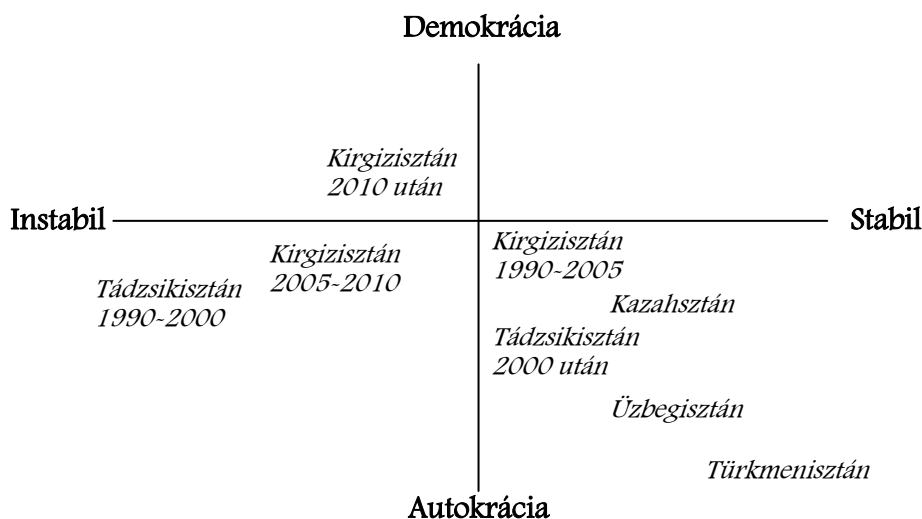 Demokrácia
Kirgizisztán
2010 után
Instabil
Stabil
Kirgizisztán
2005-2010
Kirgizisztán
1990-2005
Tádzsikisztán
1990-2000
Kazahsztán
Tádzsikisztán
2000 után
Üzbegisztán
Türkmenisztán
Autokrácia